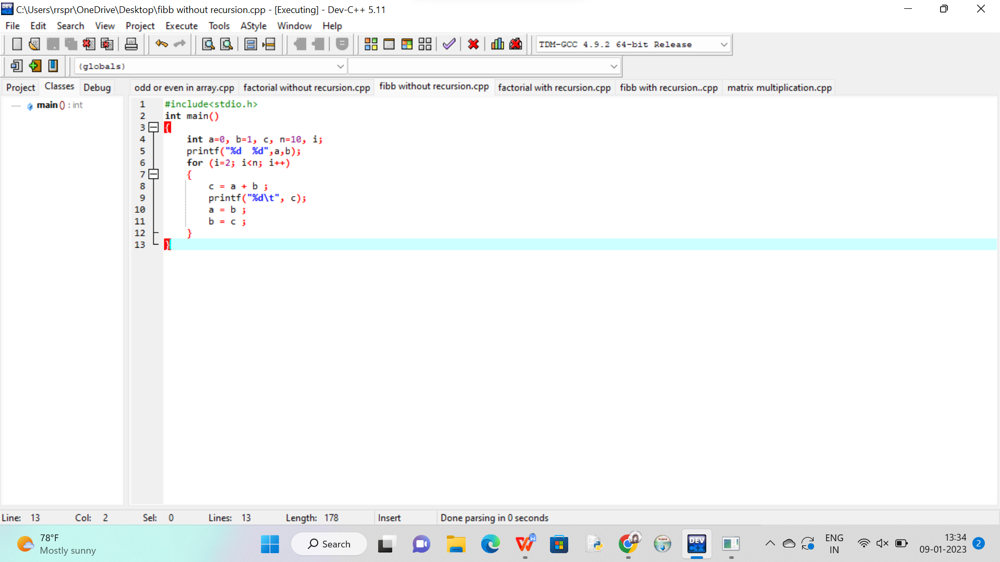 C:\Users\rrspr\OneDrive\Desktop\fibb without recursion.cpp - [Executing] - Dev-C++ 5.11
File Edit Search View Project Execute Tools AStyle Window Help
TDM-GCC 4.9.2 64-bit Release
(globals)
Project Classes Debug odd or even in array.cpp factorial without recursion.cpp fibb without recursion.cpp factorial with recursion.cpp fibb with recursion..cpp matrix multiplication.cpp
main () : int
1 #include<stdio.h>
2 int main()
3 {
4 int a=0, b=1, c, n=10, i;
5 printf("%d  %d",a,b);
6 for (i=2; i<n; i++)
7 {
8 c = a + b ;
9 printf("%d\t", c);
10 a = b ;
11 b = c ;
12 }
13 }
Line: 13 Col: 2 Sel: 0 Lines: 13 Length: 178 Insert Done parsing in 0 seconds
78°F
Mostly sunny
Search
DEV
C++
ENG
IN
13:34
09-01-2023
2